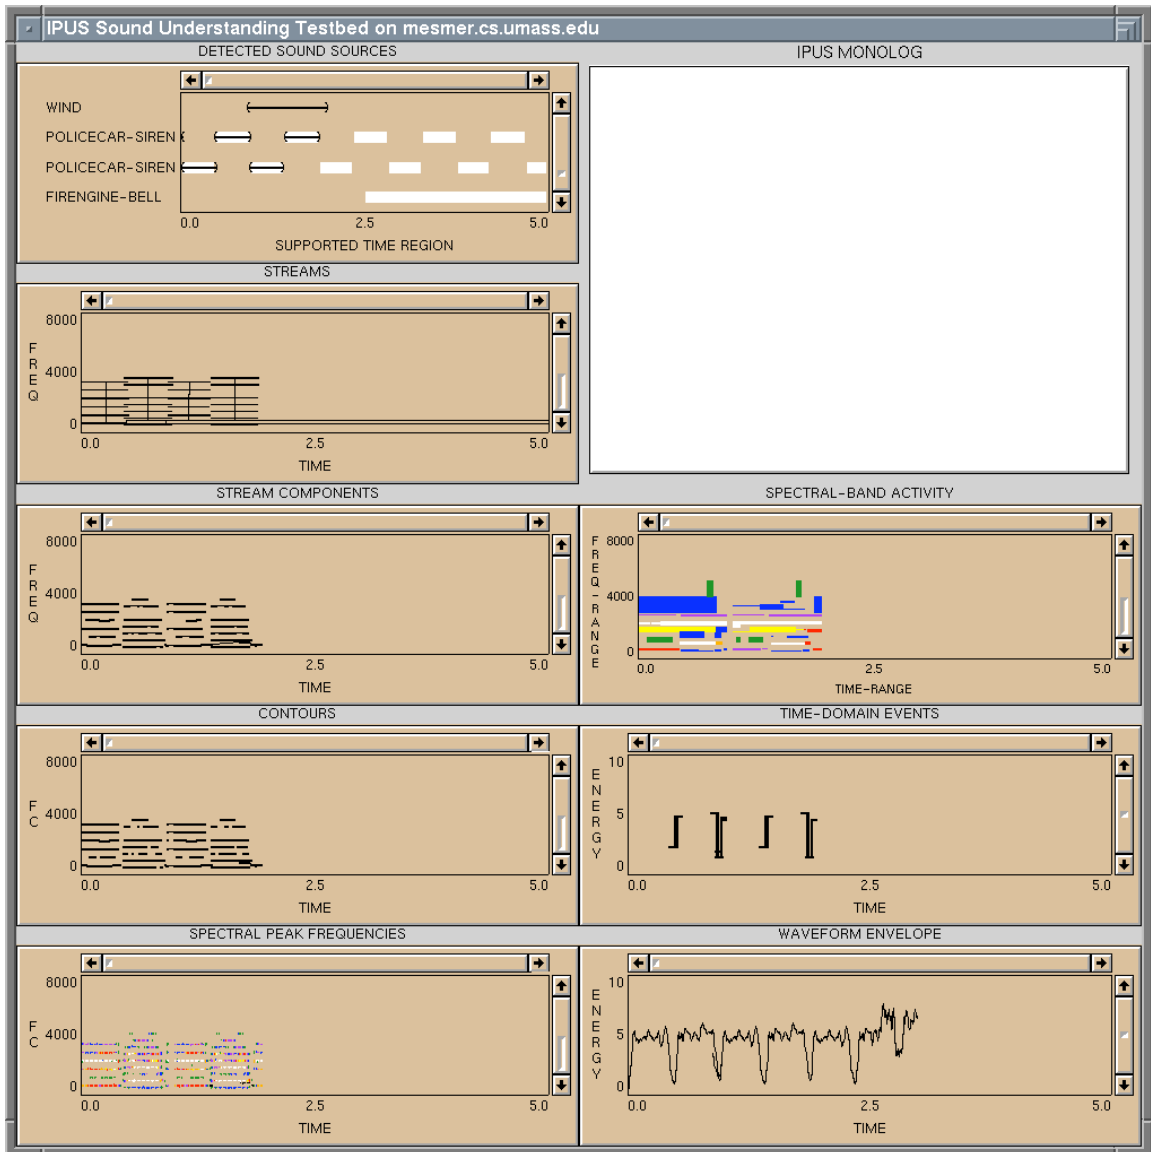 IPUS Sound Understanding Testbed on mesmer.cs.umass.edu
DETECTED SOUND SOURCES
WIND
POLICECAR-SIREN
POLICECAR-SIREN
FIRENGINE-BELL
0.0 2.5 5.0
SUPPORTED TIME REGION
IPUS MONOLOG
STREAMS
FREQ
8000
4000
0
0.0 2.5 5.0
TIME
STREAM COMPONENTS
FREQ
8000
4000
0
0.0 2.5 5.0
TIME
SPECTRAL-BAND ACTIVITY
FREQ-RANGE
8000
4000
0
0.0 2.5 5.0
TIME-RANGE
CONTOURS
FC
8000
4000
0
0.0 2.5 5.0
TIME
TIME-DOMAIN EVENTS
ENERGY
10
5
0
0.0 2.5 5.0
TIME
SPECTRAL PEAK FREQUENCIES
FC
8000
4000
0
0.0 2.5 5.0
TIME
WAVEFORM ENVELOPE
ENERGY
10
5
0
0.0 2.5 5.0
TIME